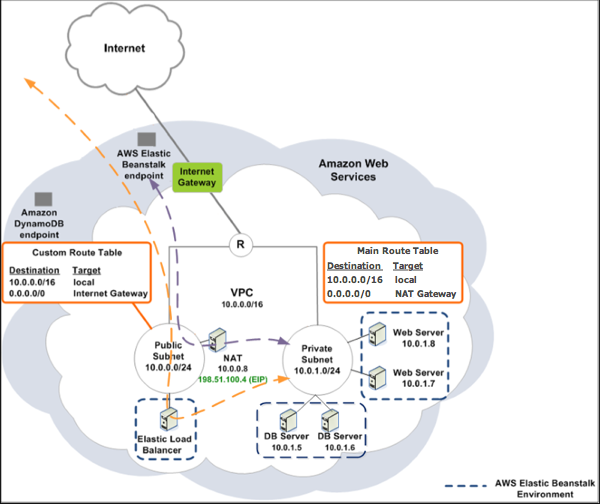 Internet
AWS Elastic
Beanstalk
endpoint
Internet
Gateway
Amazon Web
Services
Amazon
DynamoDB
endpoint
Custom Route Table
Destination Target
10.0.0.0/16 local
0.0.0.0/0 Internet Gateway
R
Main Route Table
Destination Target
10.0.0.0/16 local
0.0.0.0/0 NAT Gateway
VPC
10.0.0.0/16
Public
Subnet
10.0.0.0/24
NAT
10.0.0.8
198.51.100.4 (EIP)
Private
Subnet
10.0.1.0/24
Web Server
10.0.1.8
Web Server
10.0.1.7
Elastic Load
Balancer
DB Server
10.0.1.5
DB Server
10.0.1.6
AWS Elastic Beanstalk
Environment